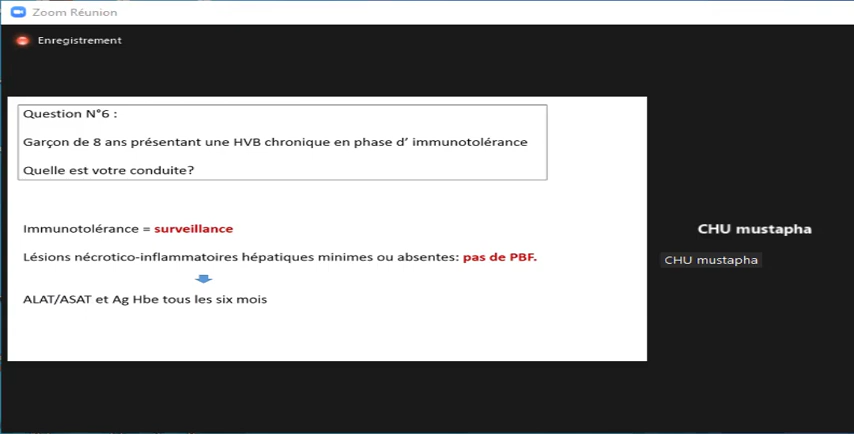 Zoom Réunion
Enregistrement
Question N°6 :
Garçon de 8 ans présentant une HVB chronique en phase d’ immunotolérance
Quelle est votre conduite?
Immunotolérance = surveillance
Lésions nécrotico-inflammatoires hépatiques minimes ou absentes: pas de PBF.
ALAT/ASAT et Ag Hbe tous les six mois
CHU mustapha
CHU mustapha